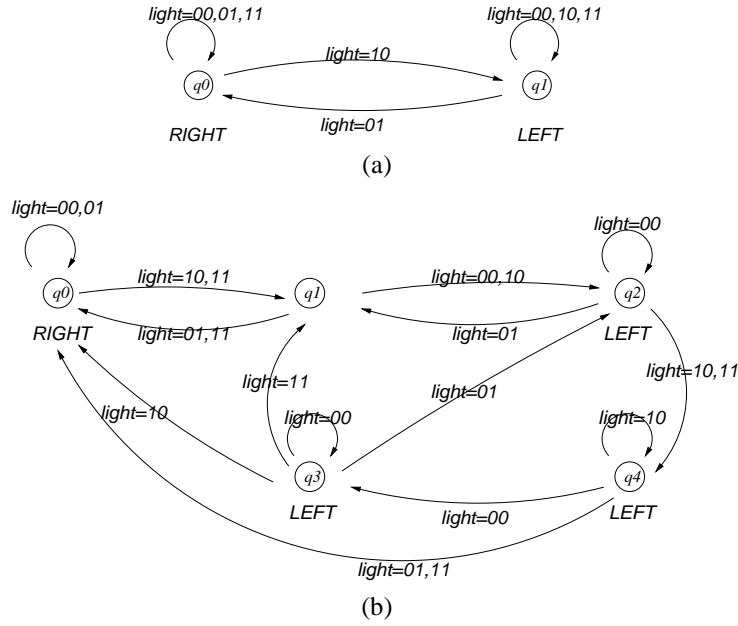 light=00,01,11
light=00,10,11
light=10
q0
q1
light=01
RIGHT
LEFT
(a)
light=00,01
light=00
light=10,11
light=00,10
q0
q1
q2
light=01,11
light=01
RIGHT
LEFT
light=10,11
light=11
light=01
light=10
light=00
light=10
q3
q4
LEFT
light=00
LEFT
light=01,11
(b)